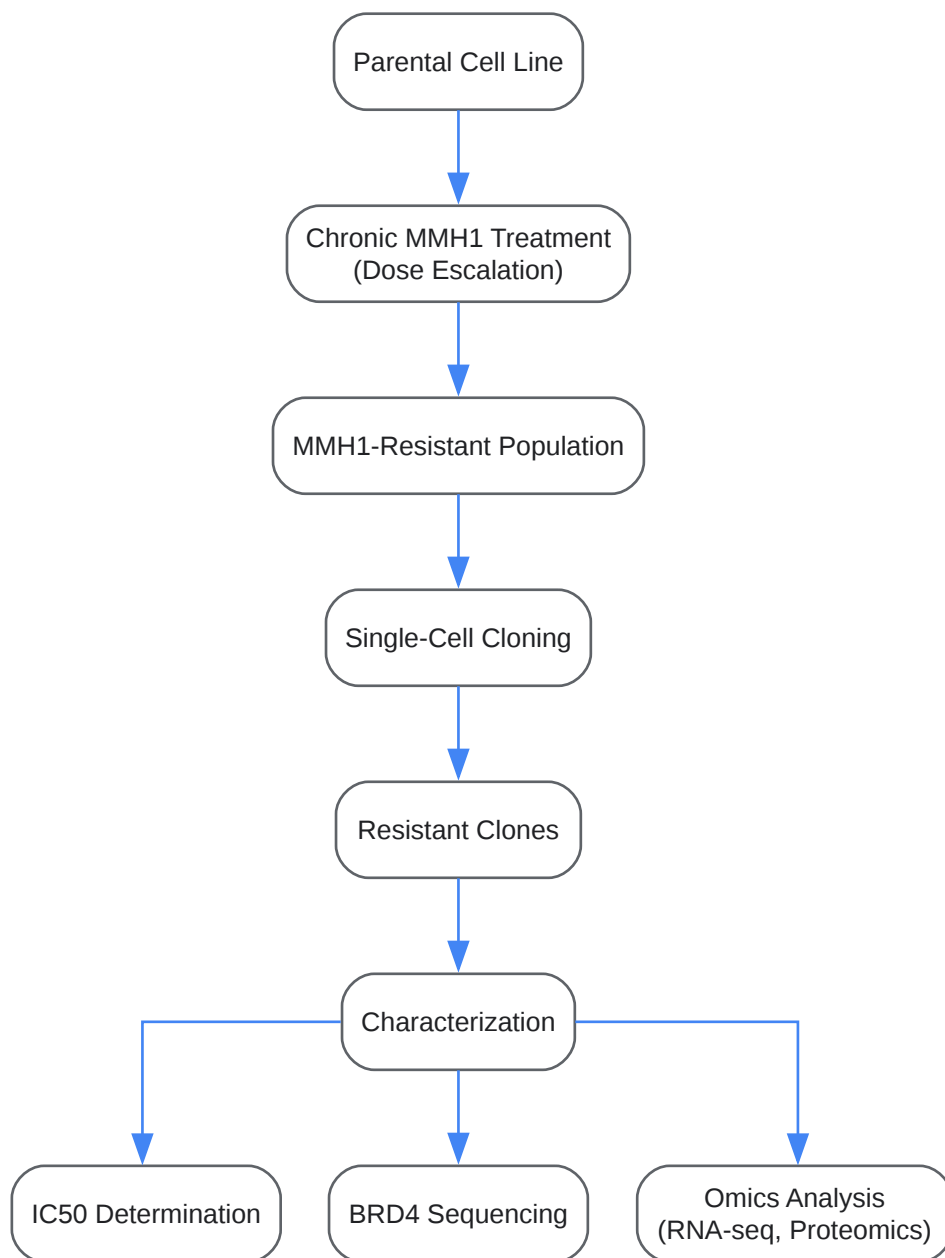 Parental Cell Line
Chronic MMH1 Treatment
(Dose Escalation)
MMH1-Resistant Population
Single-Cell Cloning
Resistant Clones
Characterization
IC50 Determination
BRD4 Sequencing
Omics Analysis
(RNA-seq, Proteomics)